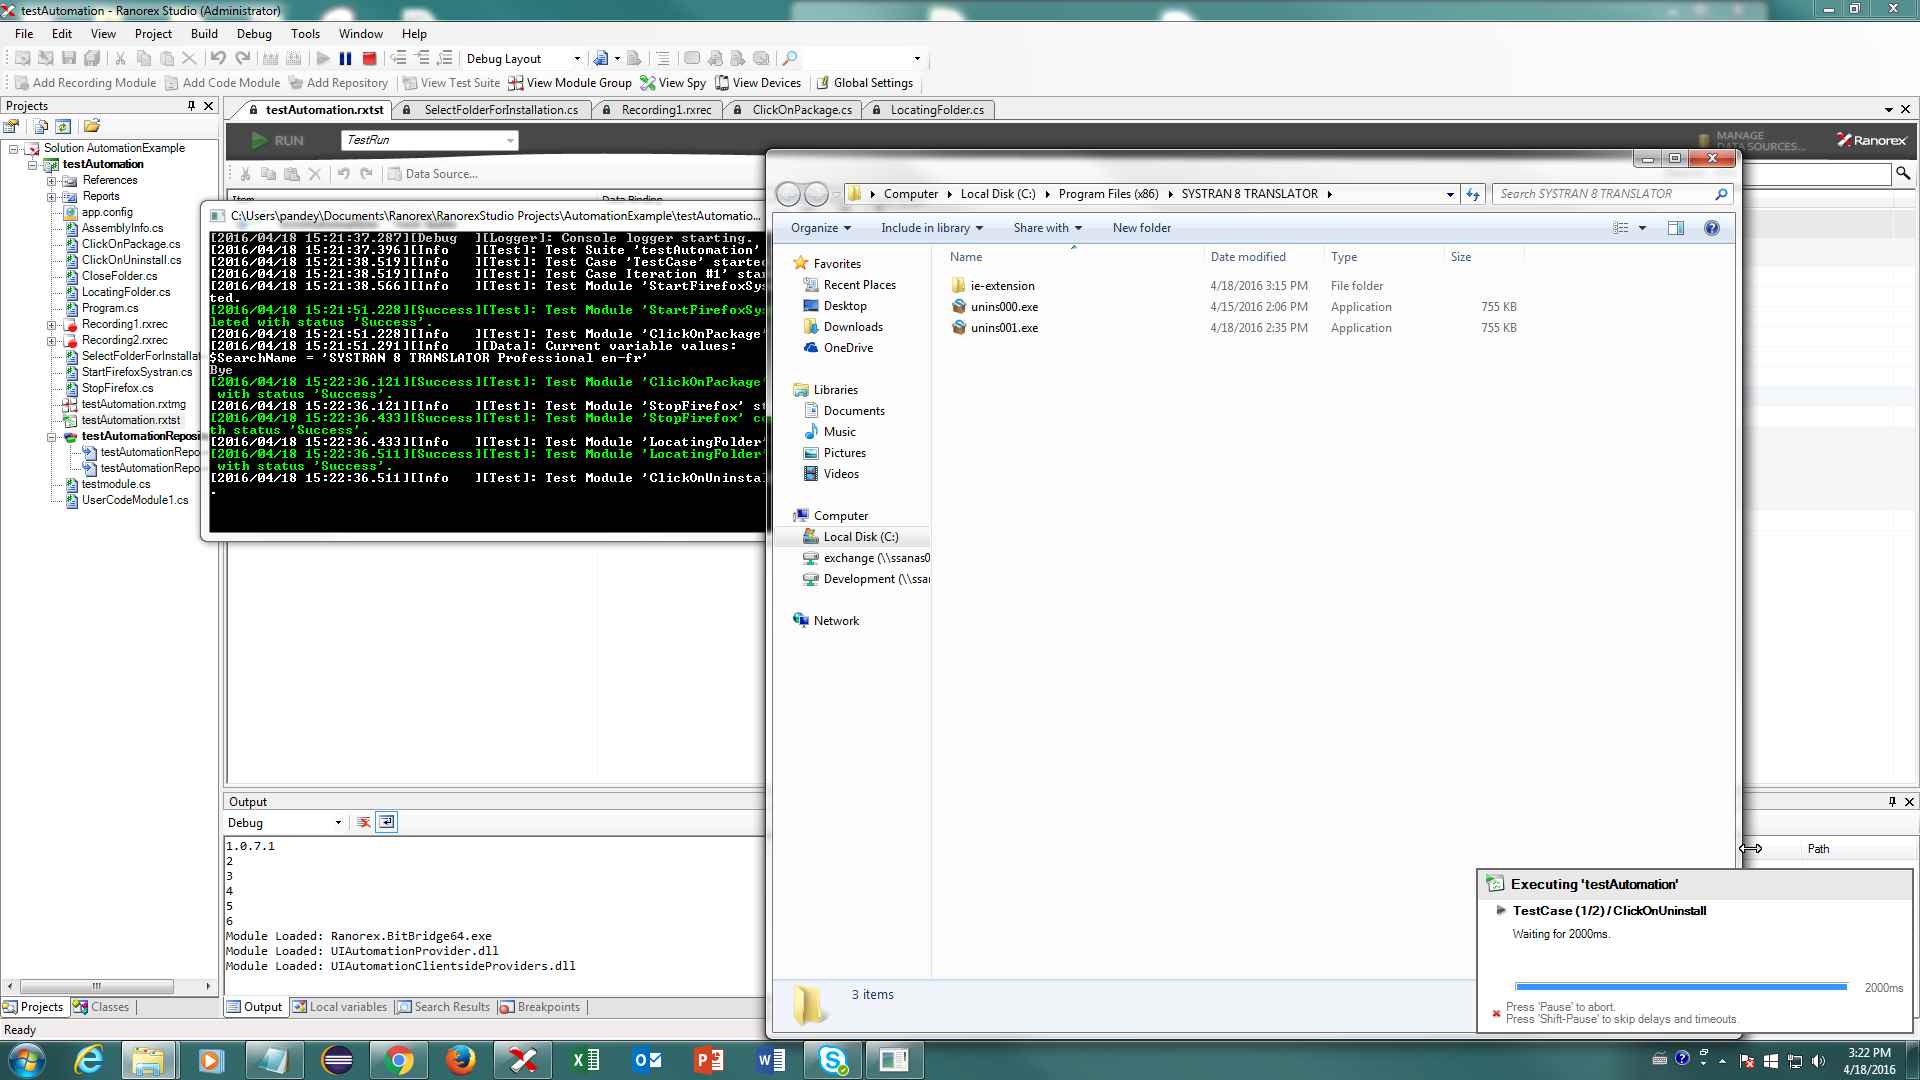 testAutomation - Ranorex Studio (Administrator)
File Edit View Project Build Debug Tools Window Help
Debug Layout
Add Recording Module Add Code Module Add Repository View Test Suite View Module Group View Spy View Devices Global Settings
Projects
testAutomation.rxtst SelectFolderForInstallation.cs Recording1.rxrec ClickOnPackage.cs LocatingFolder.cs
RUN TestRun
MANAGE
DATA SOURCES...
Ranorex
Data Source...
Item Data Binding
Solution AutomationExample
testAutomation
References
Reports
app.config
AssemblyInfo.cs
ClickOnPackage.cs
ClickOnUninstall.cs
CloseFolder.cs
LocatingFolder.cs
Program.cs
Recording1.rxrec
Recording2.rxrec
SelectFolderForInstallat
StartFirefoxSystran.cs
StopFirefox.cs
testAutomation.rxtmg
testAutomation.rxtst
testAutomationReposi
testAutomationRepo
testAutomationRepo
testmodule.cs
UserCodeModule1.cs
Projects Classes
Ready
C:\Users\pandey\Documents\Ranorex\RanorexStudio Projects\AutomationExample\testAutomatio...
[2016/04/18 15:21:37.287][Debug ][Logger]: Console logger starting.
[2016/04/18 15:21:37.396][Info ][Test]: Test Suite 'testAutomation'
[2016/04/18 15:21:38.519][Info ][Test]: Test Case 'TestCase' started
[2016/04/18 15:21:38.519][Info ][Test]: Test Case Iteration #1' star
[2016/04/18 15:21:38.566][Info ][Test]: Test Module 'StartFirefoxSys
ted.
[2016/04/18 15:21:51.228][Success][Test]: Test Module 'StartFirefoxSys
leted with status 'Success'.
[2016/04/18 15:21:51.228][Info ][Test]: Test Module 'ClickOnPackage'
[2016/04/18 15:21:51.291][Info ][Data]: Current variable values:
$SearchName = 'SYSTRAN 8 TRANSLATOR Professional en-fr'
Bye
[2016/04/18 15:22:36.121][Success][Test]: Test Module 'ClickOnPackage'
with status 'Success'.
[2016/04/18 15:22:36.121][Info ][Test]: Test Module 'StopFirefox' st
[2016/04/18 15:22:36.433][Success][Test]: Test Module 'StopFirefox' co
th status 'Success'.
[2016/04/18 15:22:36.433][Info ][Test]: Test Module 'LocatingFolder'
[2016/04/18 15:22:36.511][Success][Test]: Test Module 'LocatingFolder'
with status 'Success'.
[2016/04/18 15:22:36.511][Info ][Test]: Test Module 'ClickOnUninstal
.
Output
Debug
1.0.7.1
2
3
4
5
6
Module Loaded: Ranorex.BitBridge64.exe
Module Loaded: UIAutomationProvider.dll
Module Loaded: UIAutomationClientsideProviders.dll
Output Local variables Search Results Breakpoints
Computer Local Disk (C:) Program Files (x86) SYSTRAN 8 TRANSLATOR
Search SYSTRAN 8 TRANSLATOR
Organize Include in library Share with New folder
Favorites
Recent Places
Desktop
Downloads
OneDrive
Libraries
Documents
Music
Pictures
Videos
Computer
Local Disk (C:)
exchange (\\ssanas0
Development (\\ssai
Network
Name Date modified Type Size
ie-extension 4/18/2016 3:15 PM File folder
unins000.exe 4/15/2016 2:06 PM Application 755 KB
unins001.exe 4/18/2016 2:35 PM Application 755 KB
3 items
Path
Executing 'testAutomation'
TestCase (1/2) / ClickOnUninstall
Waiting for 2000ms.
2000ms
Press 'Pause' to abort.
Press 'Shift-Pause' to skip delays and timeouts.
3:22 PM
4/18/2016